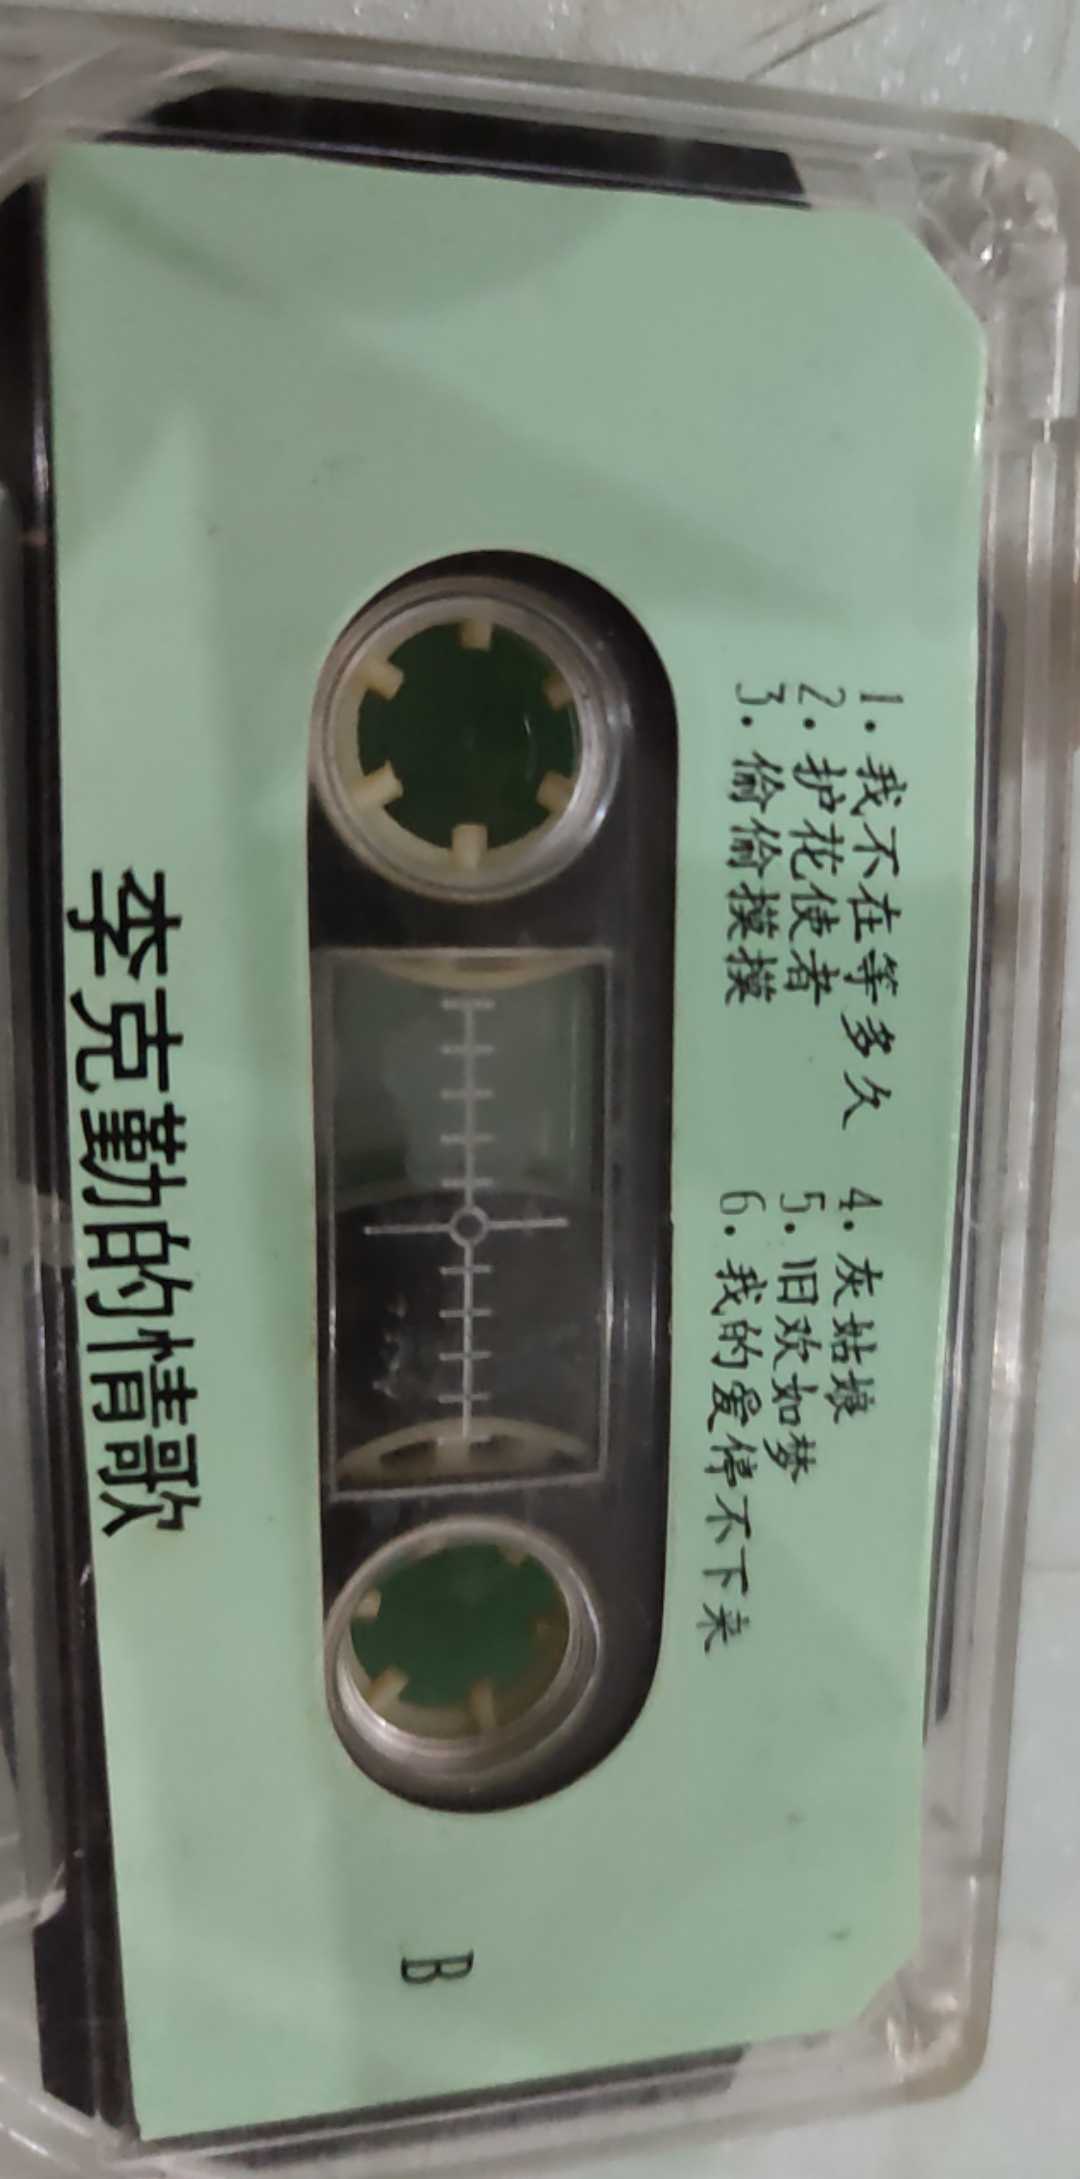 1. 我不在等多久
2. 护花使者
3. 偷偷摸摸
4. 灰姑娘
5. 旧欢如梦
6. 我的爱停不下来
李克勤的情歌
B